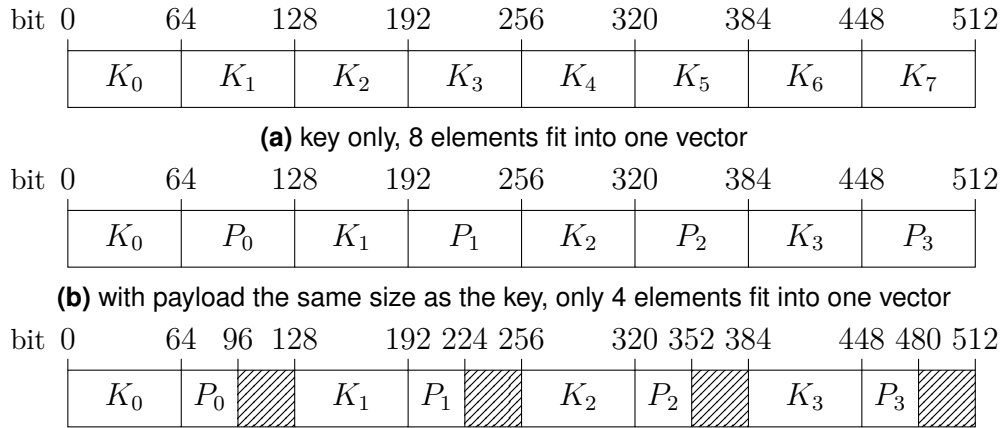 bit 0 64 128 192 256 320 384 448 512
K₀ K₁ K₂ K₃ K₄ K₅ K₆ K₇
(a) key only, 8 elements fit into one vector
bit 0 64 128 192 256 320 384 448 512
K₀ P₀ K₁ P₁ K₂ P₂ K₃ P₃
(b) with payload the same size as the key, only 4 elements fit into one vector
bit 0 64 96 128 192 224 256 320 352 384 448 480 512
K₀ P₀ K₁ P₁ K₂ P₂ K₃ P₃